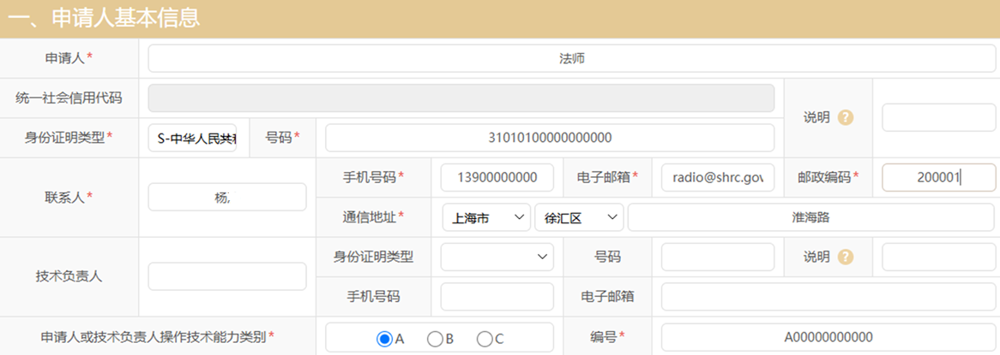 一、申请人基本信息
申请人* 法师
统一社会信用代码
说明 ?
身份证明类型* S-中华人民共和 号码* 31010100000000000
联系人* 杨
手机号码* 13900000000 电子邮箱* radio@shrc.gov 邮政编码* 200001
通信地址* 上海市 徐汇区 淮海路
技术负责人
身份证明类型 号码 说明 ?
手机号码 电子邮箱
申请人或技术负责人操作技术能力类别* A B C 编号* A00000000000